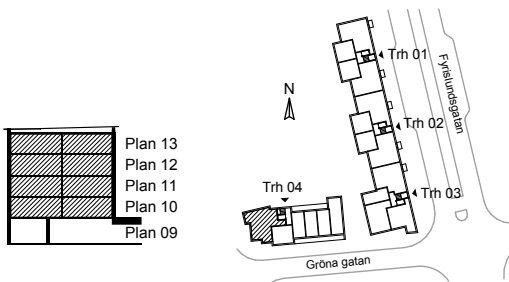 Trh 01
Fyrislundsgatan
N
Trh 02
Plan 13
Plan 12
Plan 11
Plan 10
Plan 09
Trh 04
Trh 03
Gröna gatan